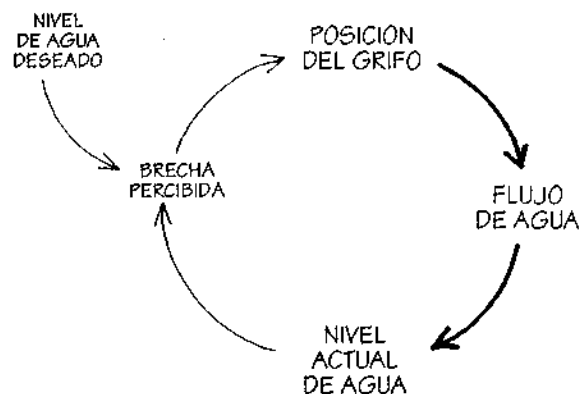 NIVEL
DE AGUA
DESEADO
POSICION
DEL GRIFO
BRECHA
PERCIBIDA
FLUJO
DE AGUA
NIVEL
ACTUAL
DE AGUA